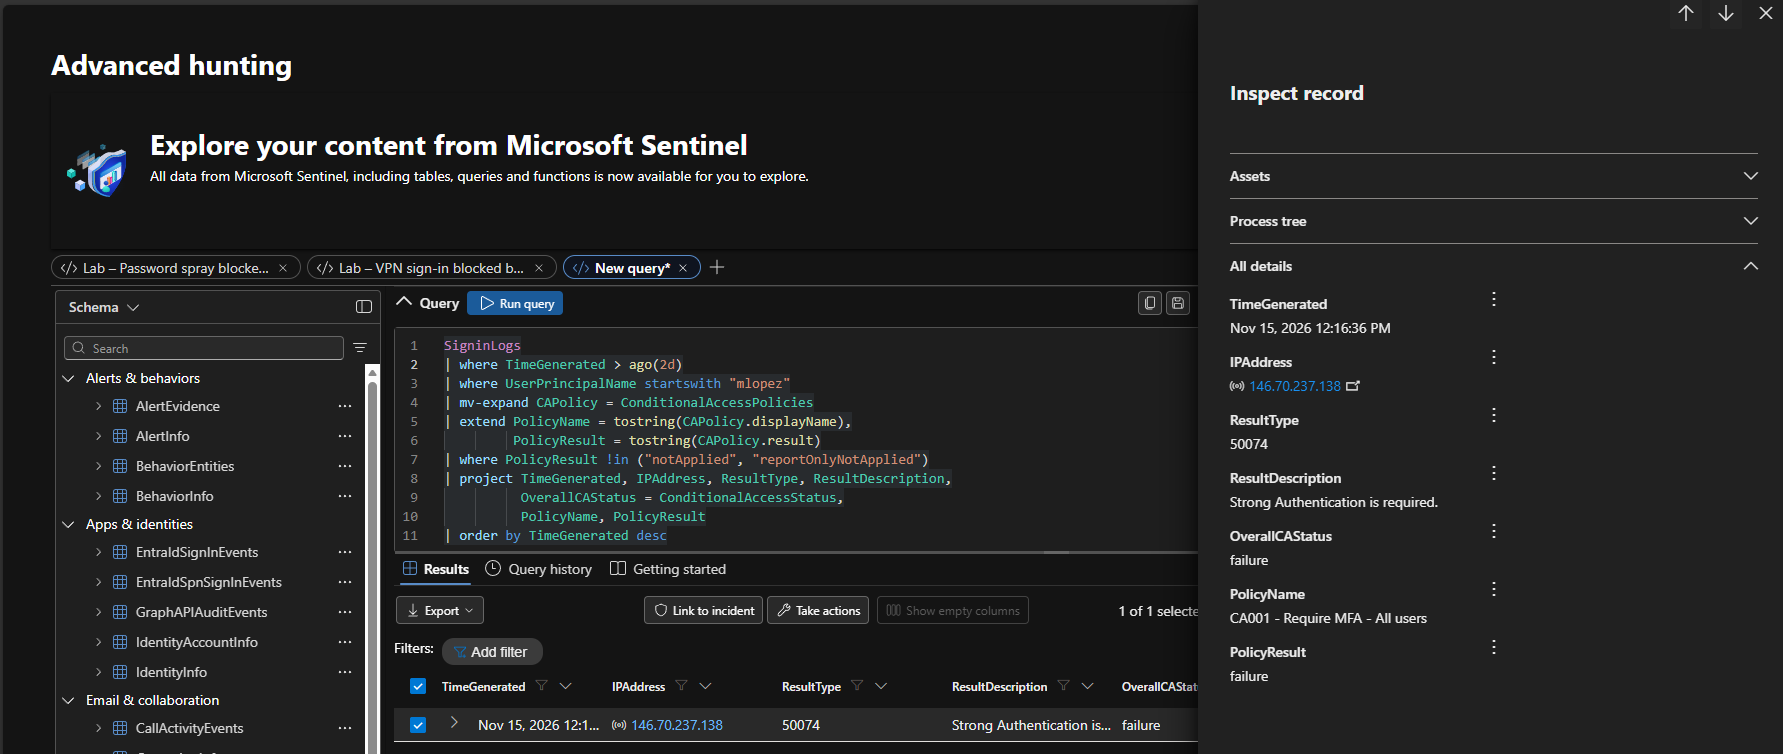 Advanced hunting
Explore your content from Microsoft Sentinel
All data from Microsoft Sentinel, including tables, queries and functions is now available for you to explore.
Lab – Password spray blocke...
Lab – VPN sign-in blocked b...
New query*
Schema
Search
Alerts & behaviors
AlertEvidence
AlertInfo
BehaviorEntities
BehaviorInfo
Apps & identities
EntraIdSignInEvents
EntraIdSpnSignInEvents
GraphAPIAuditEvents
IdentityAccountInfo
IdentityInfo
Email & collaboration
CallActivityEvents
Query
Run query
1 SigninLogs
2 | where TimeGenerated > ago(2d)
3 | where UserPrincipalName startswith "mlopez"
4 | mv-expand CAPolicy = ConditionalAccessPolicies
5 | extend PolicyName = tostring(CAPolicy.displayName),
6 PolicyResult = tostring(CAPolicy.result)
7 | where PolicyResult !in ("notApplied", "reportOnlyNotApplied")
8 | project TimeGenerated, IPAddress, ResultType, ResultDescription,
9 OverallCAStatus = ConditionalAccessStatus,
10 PolicyName, PolicyResult
11 | order by TimeGenerated desc
Results
Query history
Getting started
Export
Link to incident
Take actions
Show empty columns
1 of 1 selecte
Filters:
Add filter
TimeGenerated IPAddress ResultType ResultDescription OverallCAStat
Nov 15, 2026 12:1... 146.70.237.138 50074 Strong Authentication is... failure
Inspect record
Assets
Process tree
All details
TimeGenerated
Nov 15, 2026 12:16:36 PM
IPAddress
146.70.237.138
ResultType
50074
ResultDescription
Strong Authentication is required.
OverallCAStatus
failure
PolicyName
CA001 - Require MFA - All users
PolicyResult
failure